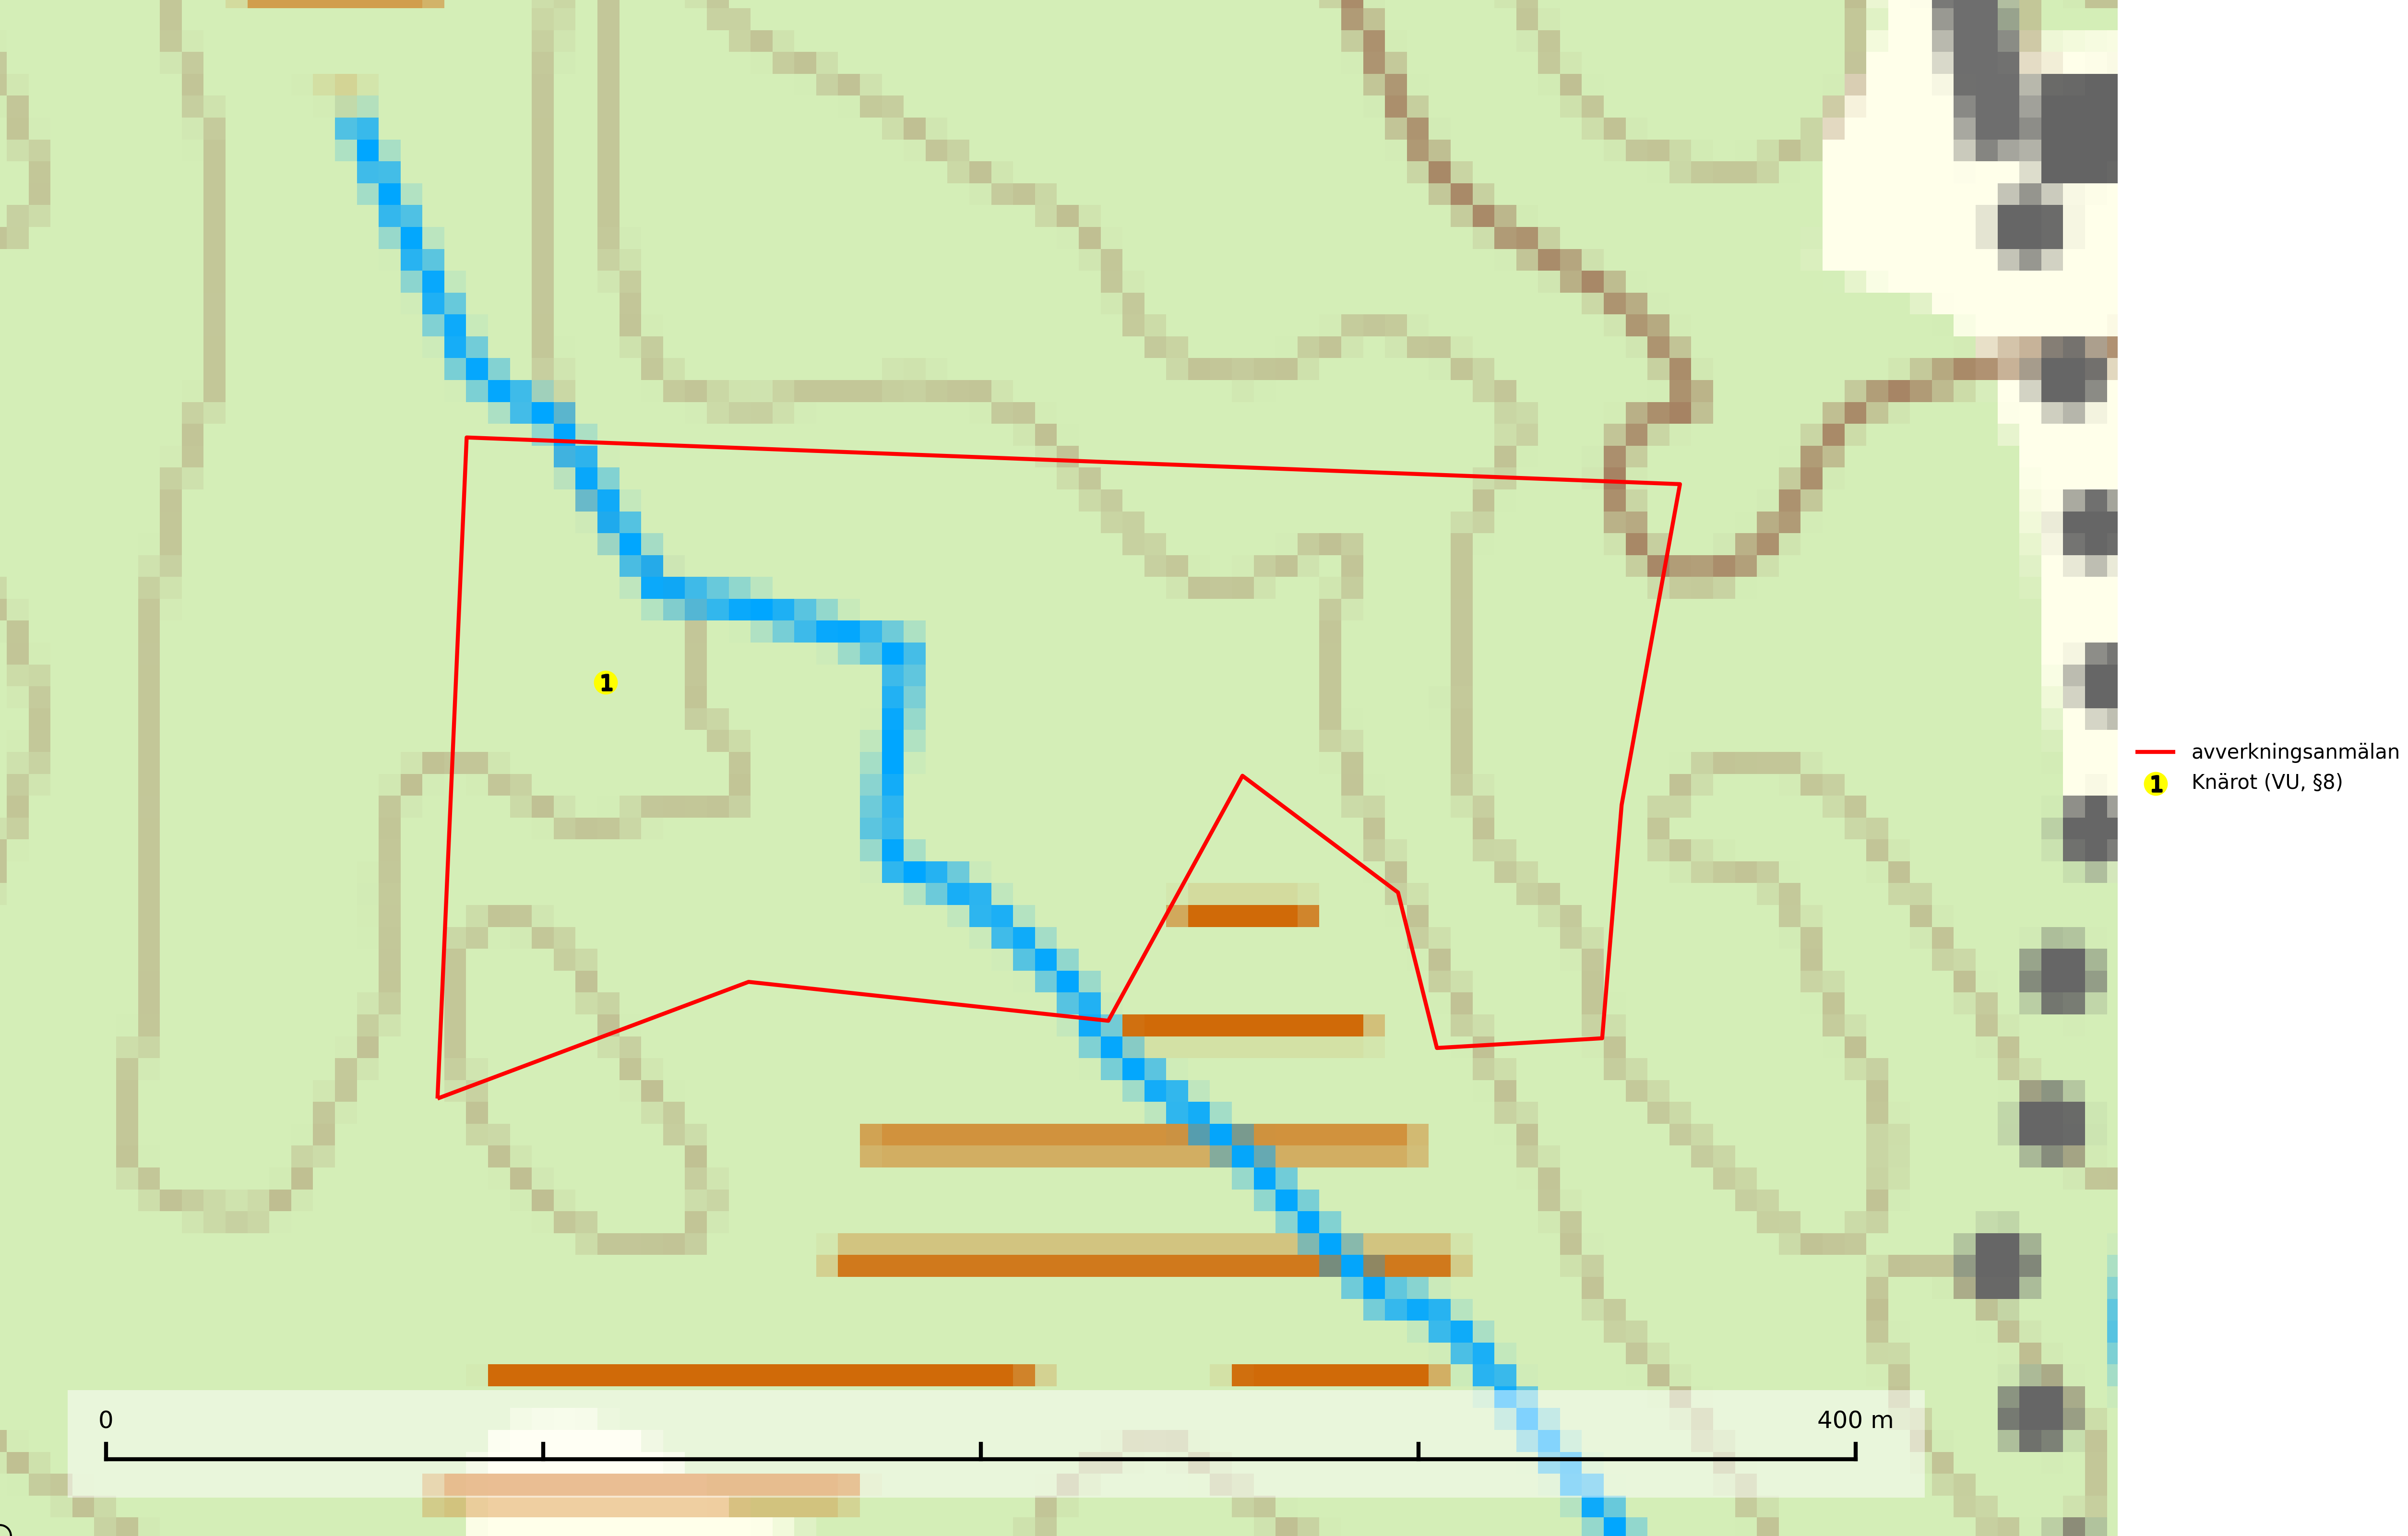 1
avverkningsanmälan
1 Knärot (VU, §8)
0 400 m